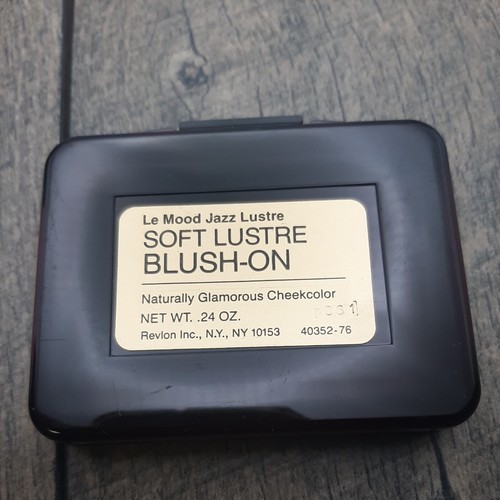 Le Mood Jazz Lustre
SOFT LUSTRE
BLUSH-ON
Naturally Glamorous Cheekcolor
NET WT. .24 OZ.
Revlon Inc., N.Y., NY 10153 40352-76